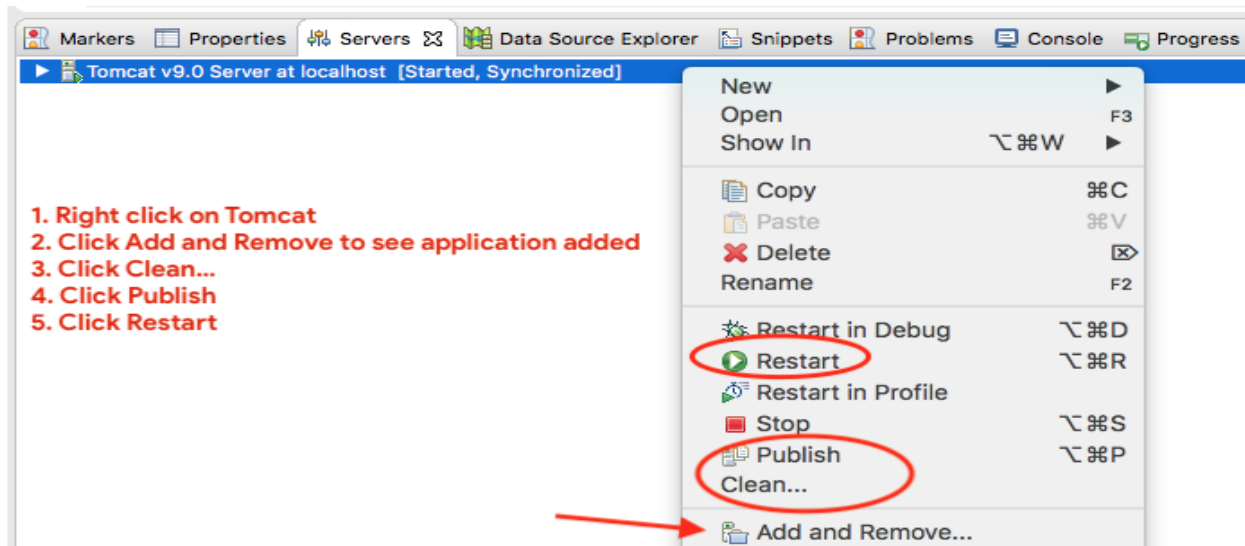 Markers Properties Servers Data Source Explorer Snippets Problems Console Progress
Tomcat v9.0 Server at localhost [Started, Synchronized]
New
Open F3
Show In ⌥⌘W
Copy ⌘C
Paste ⌘V
Delete ⌦
Rename F2
Restart in Debug ⌥⌘D
Restart ⌥⌘R
Restart in Profile
Stop ⌥⌘S
Publish ⌥⌘P
Clean...
Add and Remove...
1. Right click on Tomcat
2. Click Add and Remove to see application added
3. Click Clean...
4. Click Publish
5. Click Restart